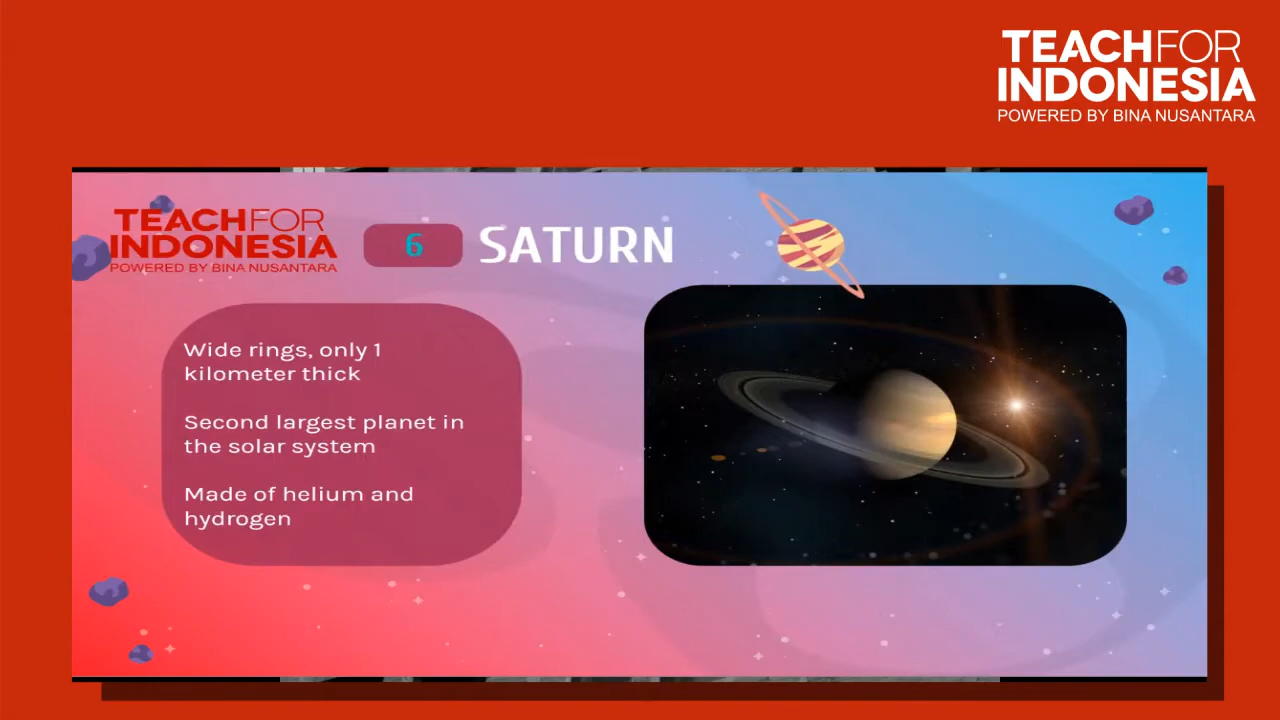 TEACHFOR
INDONESIA
POWERED BY BINA NUSANTARA
TEACHFOR
INDONESIA
POWERED BY BINA NUSANTARA
6 SATURN
Wide rings, only 1
kilometer thick
Second largest planet in
the solar system
Made of helium and
hydrogen